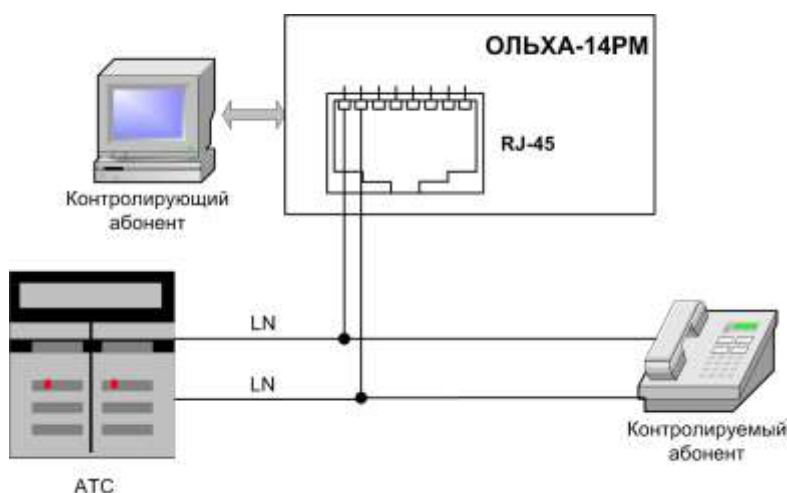 ОЛЬХА-14РМ
RJ-45
Контролирующий
абонент
LN
LN
Контролируемый
абонент
АТС